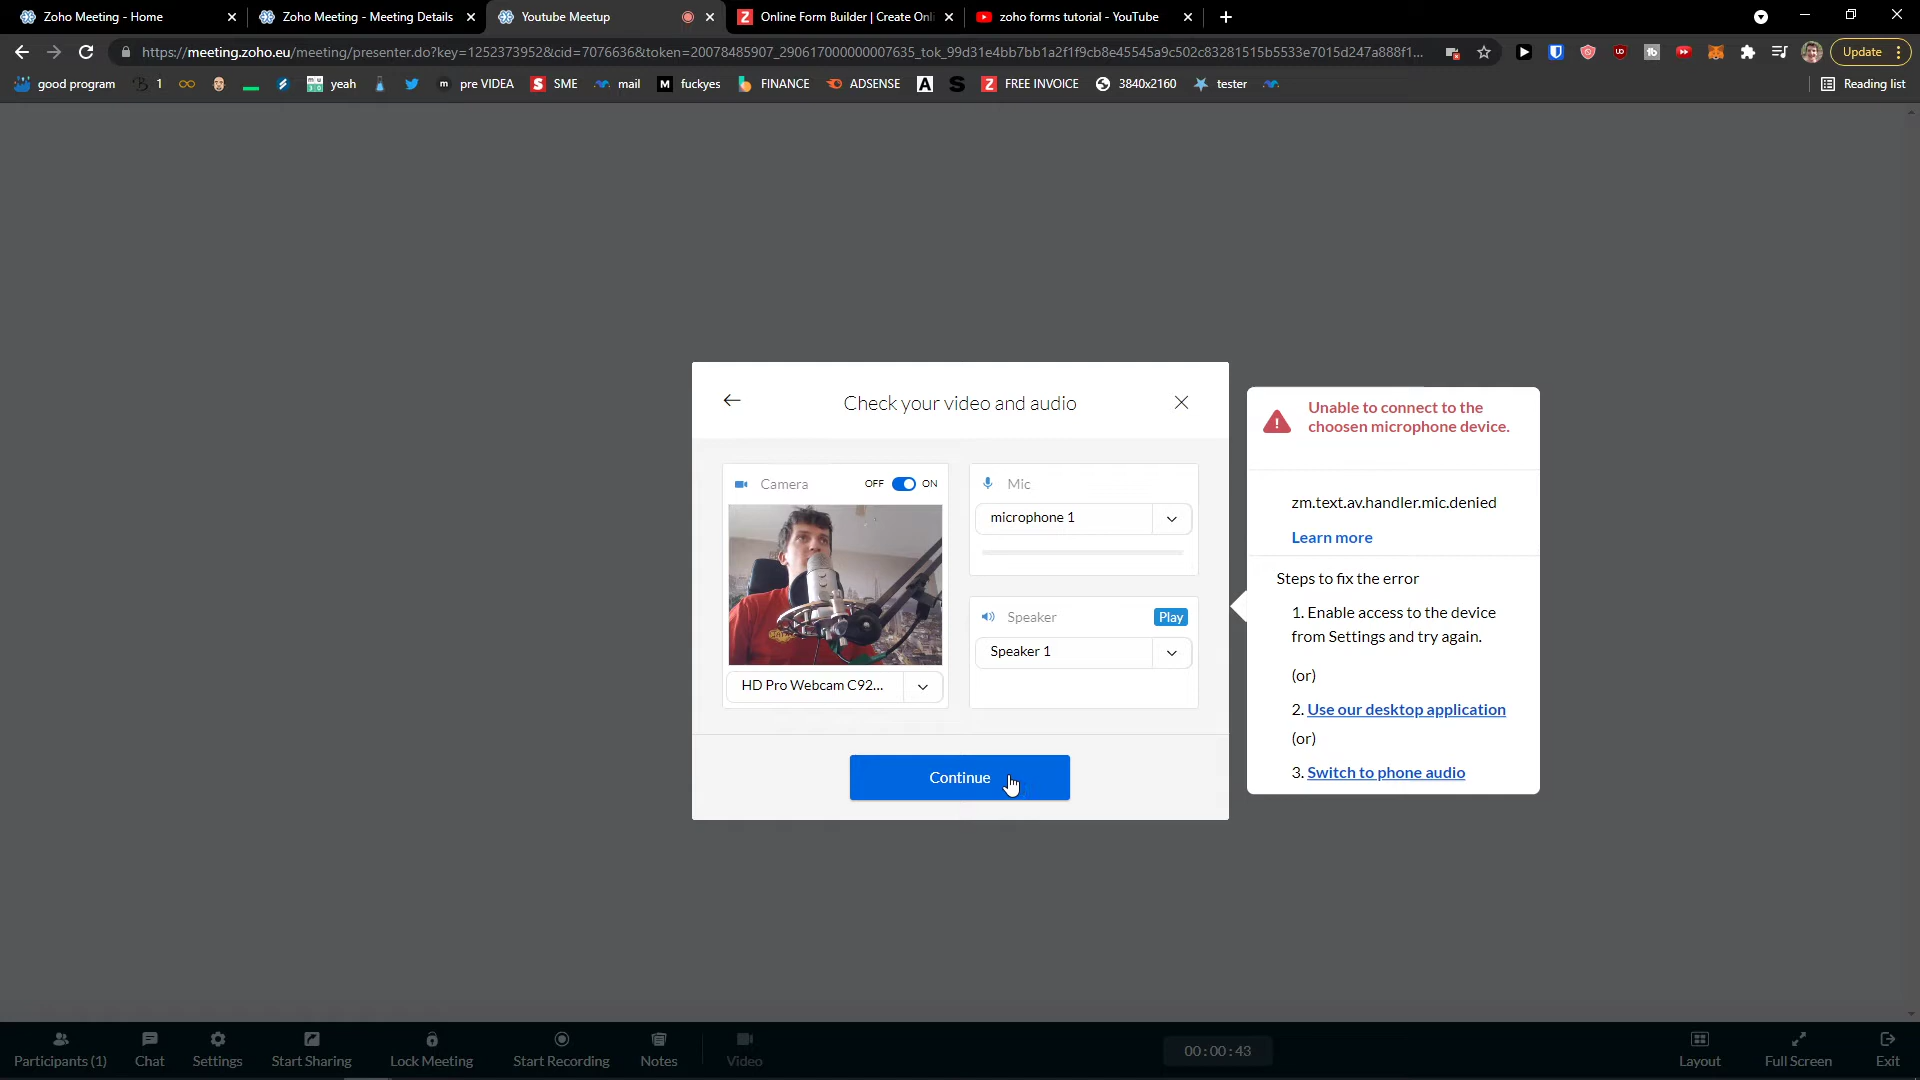 Zoho Meeting - Home
Zoho Meeting - Meeting Details
Youtube Meetup
Online Form Builder | Create Onli
zoho forms tutorial - YouTube
https://meeting.zoho.eu/meeting/presenter.do?key=1252373952&cid=7076636&token=20078485907_290617000000007635_tok_99d31e4bb7bb1a2f1f9cb8e45545a9c502c83281515b5533e7015d247a888f1...
Update
good program
1
yeah
pre VIDEA
SME
mail
fuckyes
FINANCE
ADSENSE
FREE INVOICE
3840x2160
tester
Reading list
Check your video and audio
Camera
OFF
ON
HD Pro Webcam C92...
Mic
microphone 1
Speaker
Play
Speaker 1
Continue
Unable to connect to the
choosen microphone device.
zm.text.av.handler.mic.denied
Learn more
Steps to fix the error
1. Enable access to the device
from Settings and try again.
(or)
2. Use our desktop application
(or)
3. Switch to phone audio
Participants (1)
Chat
Settings
Start Sharing
Lock Meeting
Start Recording
Notes
Video
00:00:43
Layout
Full Screen
Exit